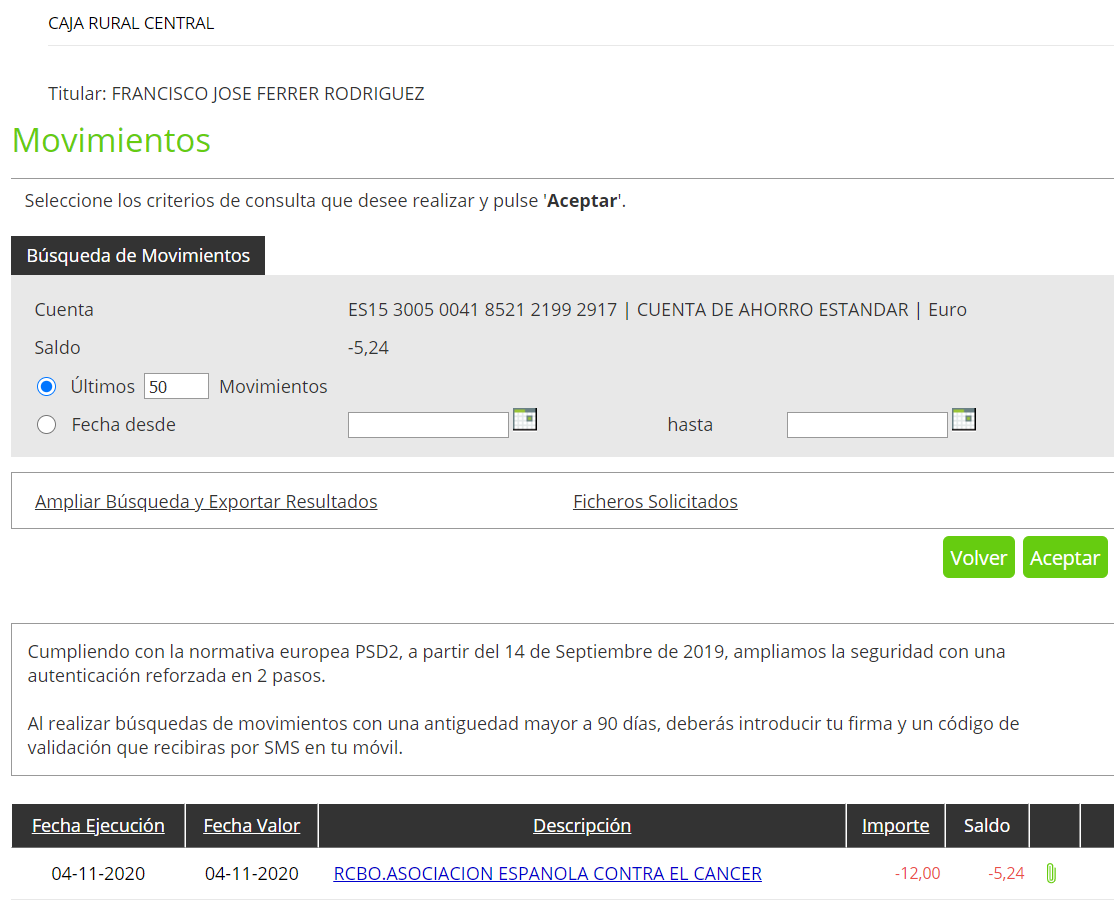 CAJA RURAL CENTRAL
Titular: FRANCISCO JOSE FERRER RODRIGUEZ
Movimientos
Seleccione los criterios de consulta que desee realizar y pulse 'Aceptar'.
Búsqueda de Movimientos
Cuenta ES15 3005 0041 8521 2199 2917 | CUENTA DE AHORRO ESTANDAR | Euro
Saldo -5,24
Últimos 50 Movimientos
Fecha desde hasta
Ampliar Búsqueda y Exportar Resultados Ficheros Solicitados
Volver Aceptar
Cumpliendo con la normativa europea PSD2, a partir del 14 de Septiembre de 2019, ampliamos la seguridad con una
autenticación reforzada en 2 pasos.
Al realizar búsquedas de movimientos con una antiguedad mayor a 90 días, deberás introducir tu firma y un código de
validación que recibiras por SMS en tu móvil.
Fecha Ejecución Fecha Valor Descripción Importe Saldo
04-11-2020 04-11-2020 RCBO.ASOCIACION ESPANOLA CONTRA EL CANCER -12,00 -5,24